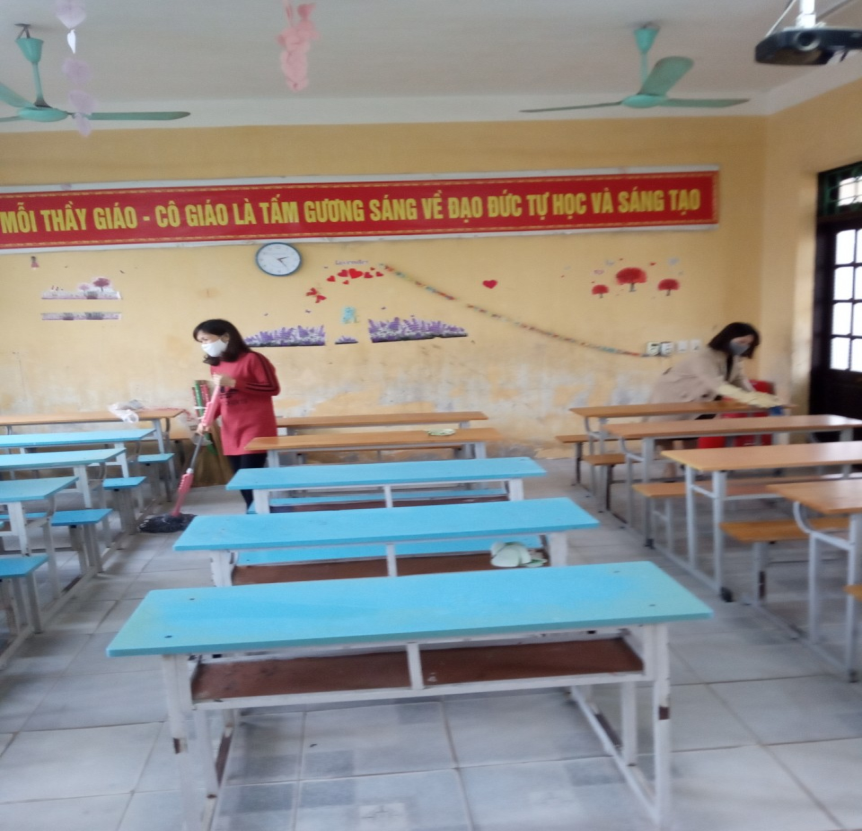 MỖI THẦY GIÁO - CÔ GIÁO LÀ TẤM GƯƠNG SÁNG VỀ ĐẠO ĐỨC TỰ HỌC VÀ SÁNG TẠO